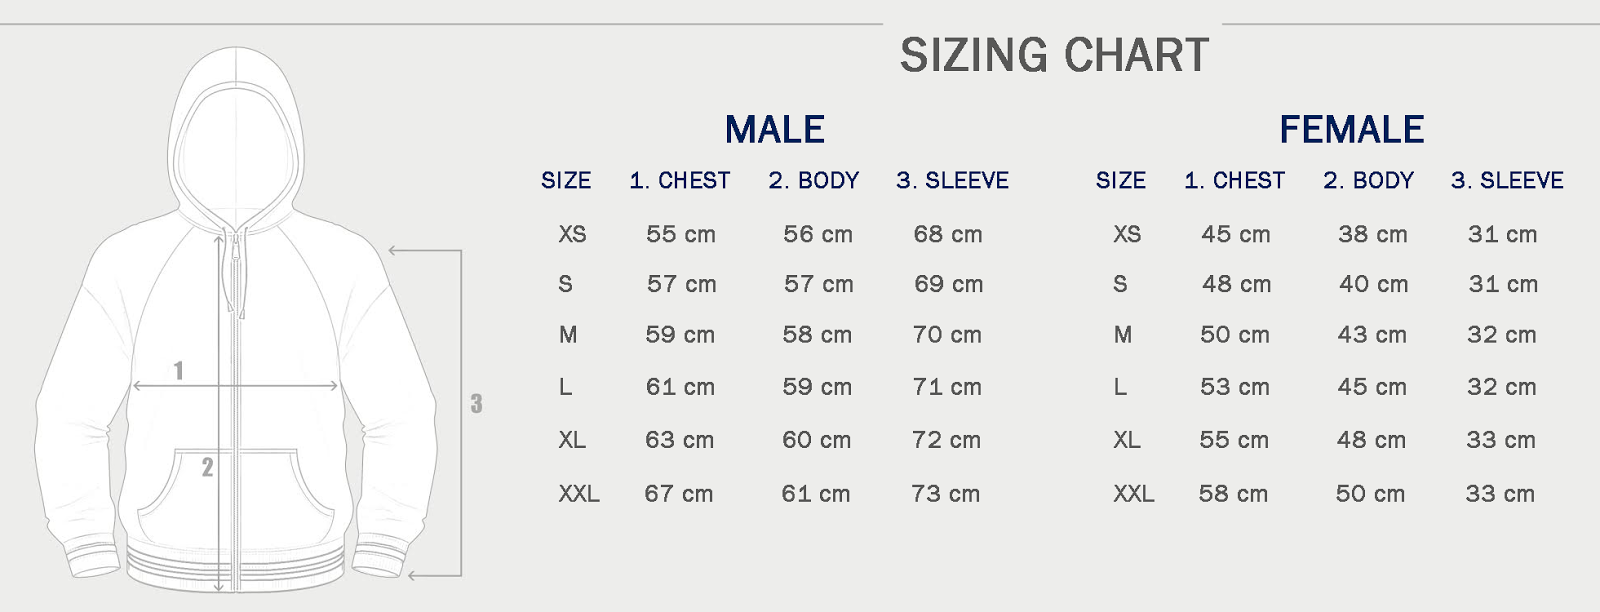 SIZING CHART
MALE
SIZE 1. CHEST 2. BODY 3. SLEEVE
XS 55 cm 56 cm 68 cm
S 57 cm 57 cm 69 cm
M 59 cm 58 cm 70 cm
L 61 cm 59 cm 71 cm
XL 63 cm 60 cm 72 cm
XXL 67 cm 61 cm 73 cm
FEMALE
SIZE 1. CHEST 2. BODY 3. SLEEVE
XS 45 cm 38 cm 31 cm
S 48 cm 40 cm 31 cm
M 50 cm 43 cm 32 cm
L 53 cm 45 cm 32 cm
XL 55 cm 48 cm 33 cm
XXL 58 cm 50 cm 33 cm
1
2
3